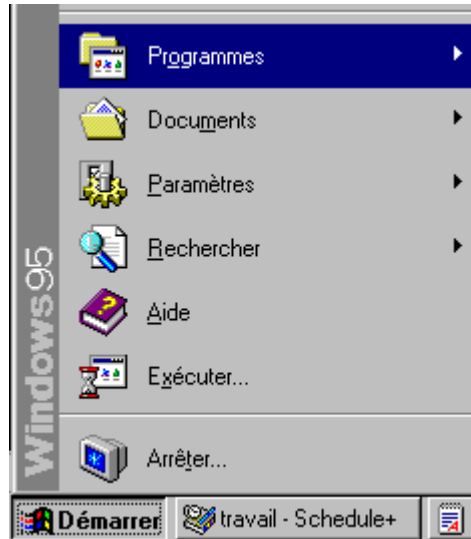 Programmes
Documents
Paramètres
Rechercher
Aide
Exécuter...
Arrêter...
Windows95
Démarrer
travail - Schedule+